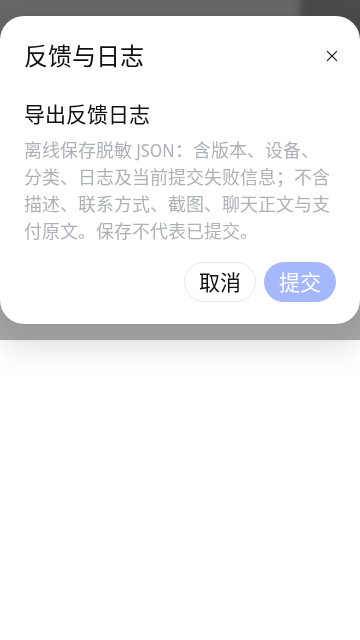 反馈与日志
导出反馈日志
离线保存脱敏 JSON：含版本、设备、
分类、日志及当前提交失败信息；不含
描述、联系方式、截图、聊天正文与支
付原文。保存不代表已提交。
取消
提交